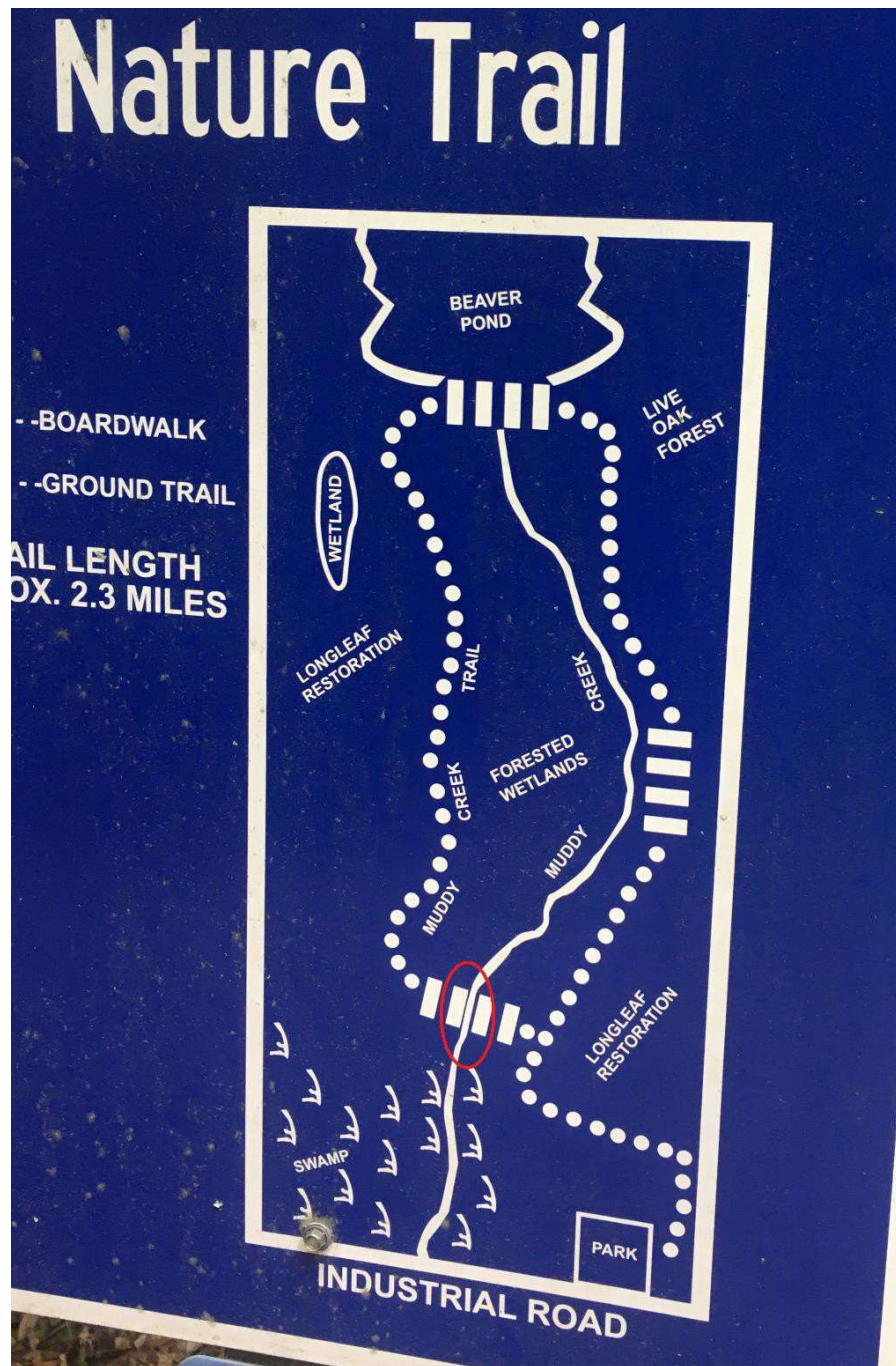 Nature Trail
BEAVER
POND
LIVE
OAK
FOREST
- -BOARDWALK
- -GROUND TRAIL
AIL LENGTH
OX. 2.3 MILES
WETLAND
LONGLEAF
RESTORATION
TRAIL
CREEK
MUDDY
CREEK
FORESTED
WETLANDS
MUDDY
LONGLEAF
RESTORATION
SWAMP
PARK
INDUSTRIAL ROAD